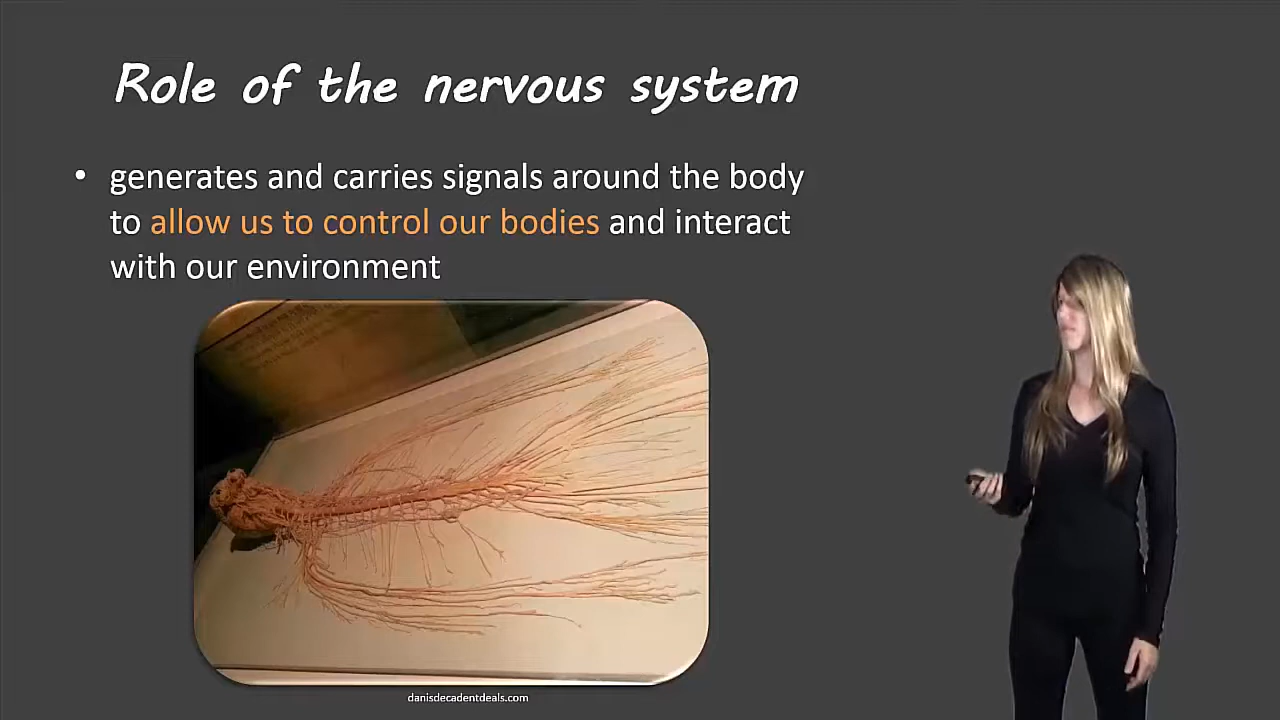 Role of the nervous system
• generates and carries signals around the body
to allow us to control our bodies and interact
with our environment
danisdecadentdeals.com